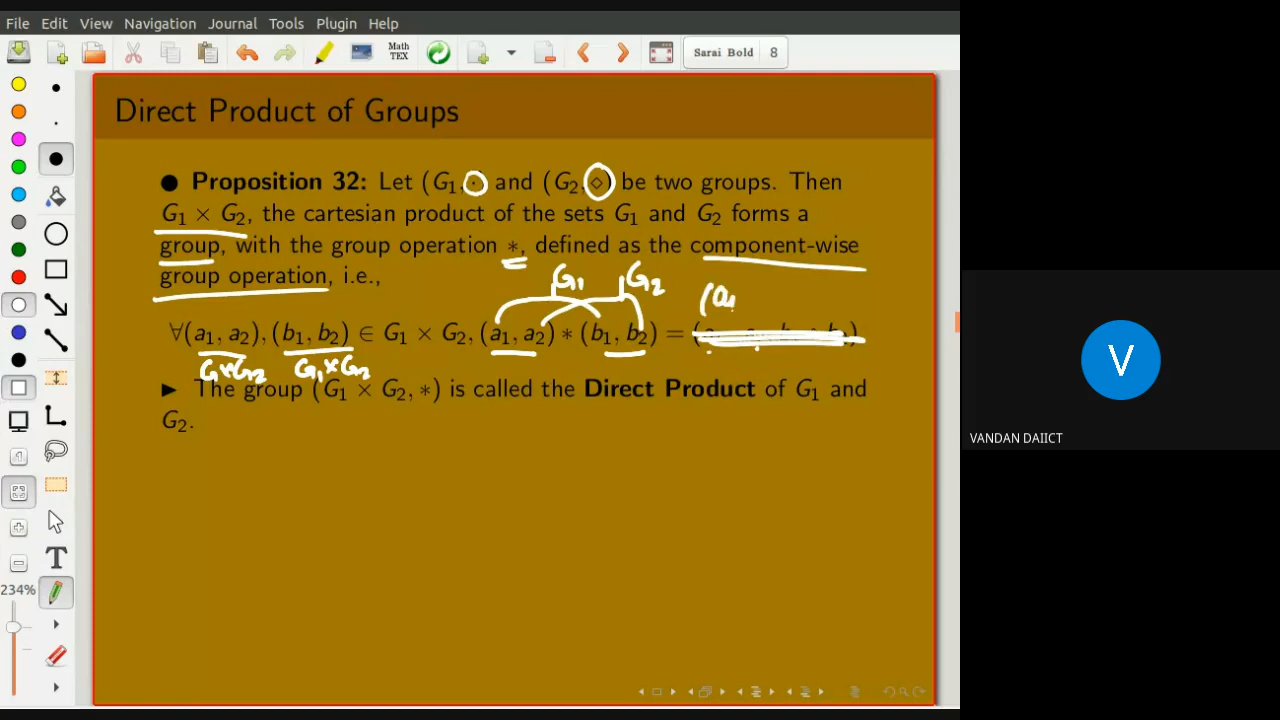 File Edit View Navigation Journal Tools Plugin Help
Math TEX Sarai Bold 8
Direct Product of Groups
● Proposition 32: Let (G₁, ·) and (G₂, ◇) be two groups. Then
G₁ × G₂, the cartesian product of the sets G₁ and G₂ forms a
group, with the group operation ∗, defined as the component-wise
group operation, i.e.,
G₁ G₂ (a₁
∀(a₁, a₂), (b₁, b₂) ∈ G₁ × G₂, (a₁, a₂) ∗ (b₁, b₂) =
G₁×G₂ G₁×G₂
► The group (G₁ × G₂, ∗) is called the Direct Product of G₁ and
G₂.
234%
V
VANDAN DAIICT